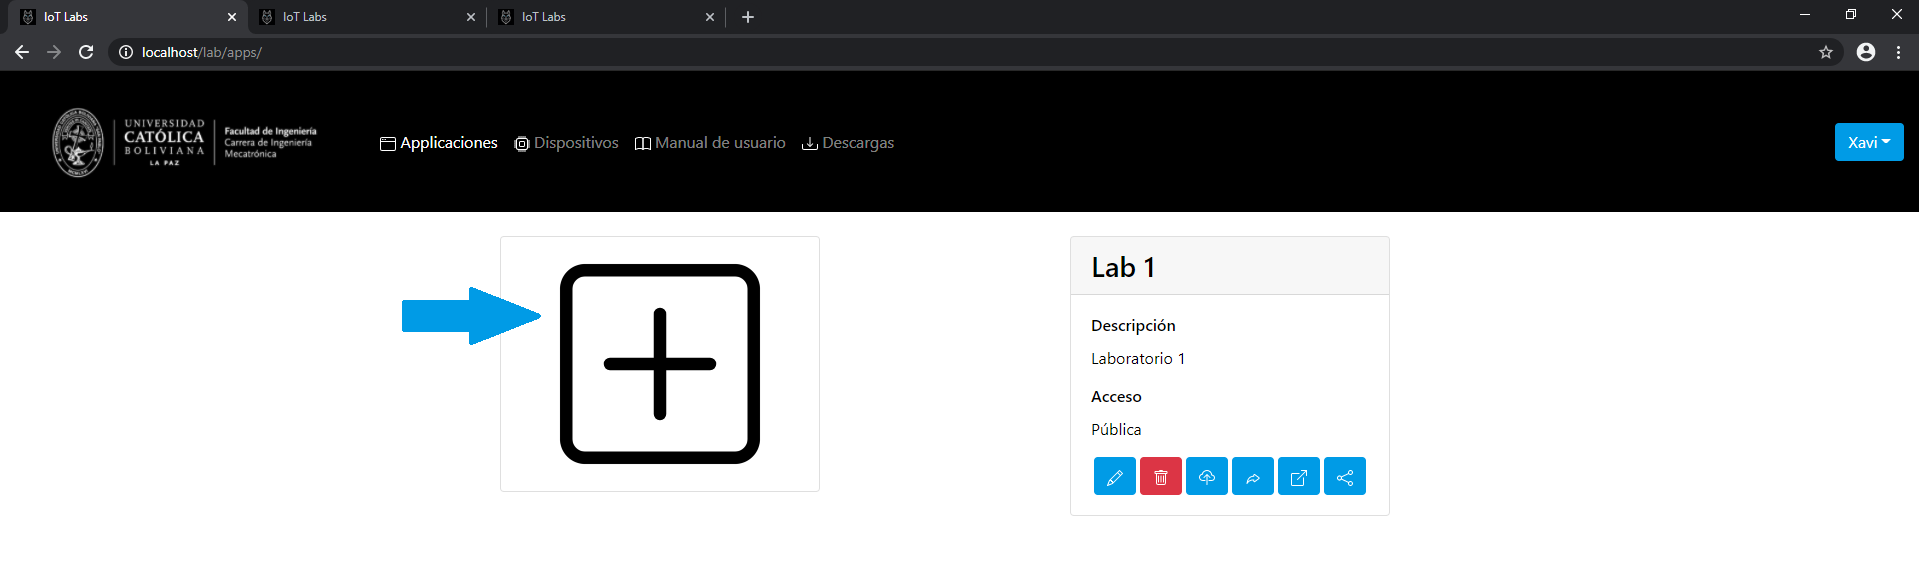 IoT Labs
IoT Labs
IoT Labs
localhost/lab/apps/
UNIVERSIDAD
CATÓLICA
BOLIVIANA
LA PAZ
Facultad de Ingeniería
Carrera de Ingeniería
Mecatrónica
Applicaciones
Dispositivos
Manual de usuario
Descargas
Xavi
Lab 1
Descripción
Laboratorio 1
Acceso
Pública